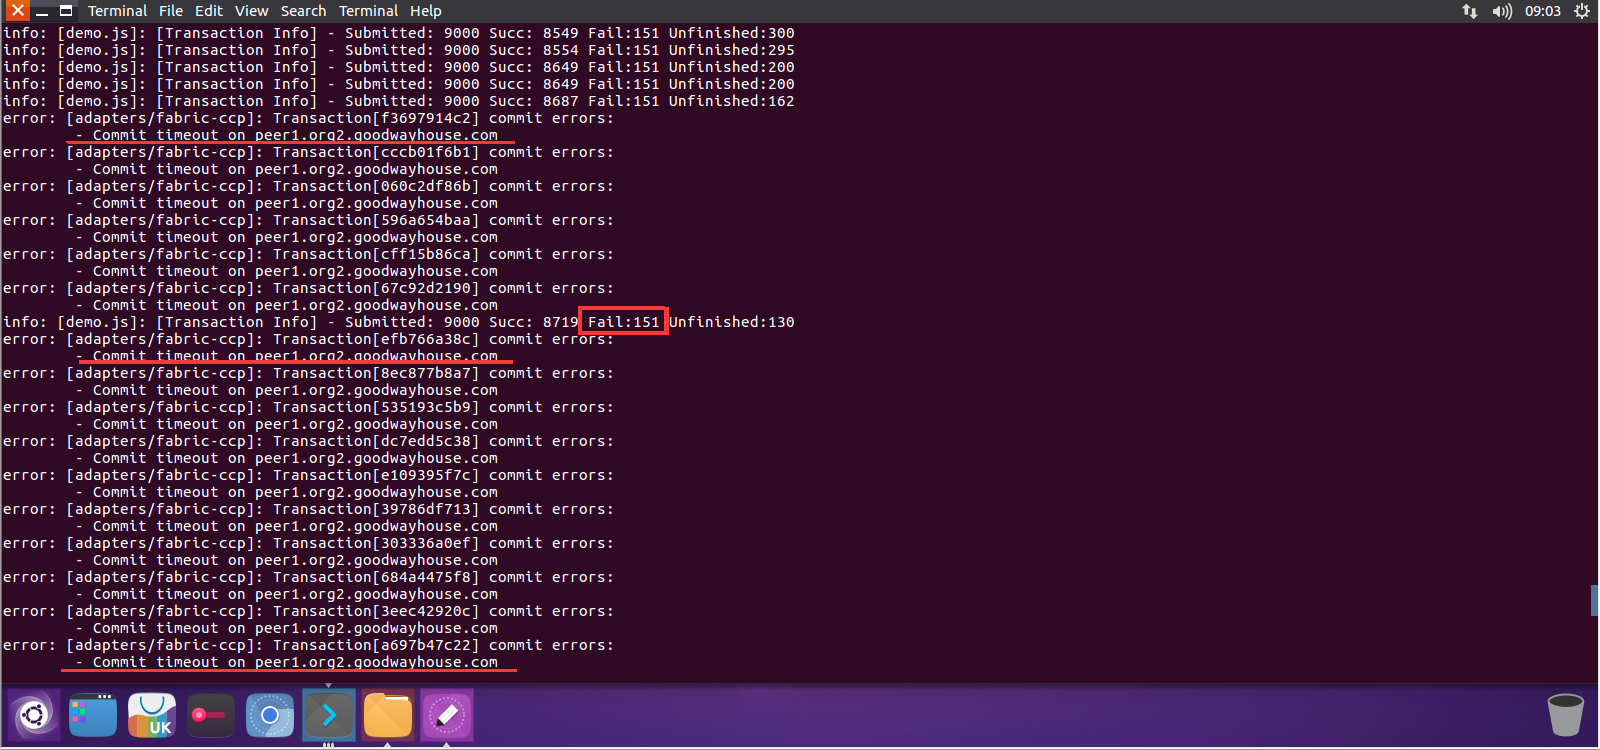 Terminal File Edit View Search Terminal Help 09:03
info: [demo.js]: [Transaction Info] - Submitted: 9000 Succ: 8549 Fail:151 Unfinished:300
info: [demo.js]: [Transaction Info] - Submitted: 9000 Succ: 8554 Fail:151 Unfinished:295
info: [demo.js]: [Transaction Info] - Submitted: 9000 Succ: 8649 Fail:151 Unfinished:200
info: [demo.js]: [Transaction Info] - Submitted: 9000 Succ: 8649 Fail:151 Unfinished:200
info: [demo.js]: [Transaction Info] - Submitted: 9000 Succ: 8687 Fail:151 Unfinished:162
error: [adapters/fabric-ccp]: Transaction[f3697914c2] commit errors:
- Commit timeout on peer1.org2.goodwayhouse.com
error: [adapters/fabric-ccp]: Transaction[cccb01f6b1] commit errors:
- Commit timeout on peer1.org2.goodwayhouse.com
error: [adapters/fabric-ccp]: Transaction[060c2df86b] commit errors:
- Commit timeout on peer1.org2.goodwayhouse.com
error: [adapters/fabric-ccp]: Transaction[596a654baa] commit errors:
- Commit timeout on peer1.org2.goodwayhouse.com
error: [adapters/fabric-ccp]: Transaction[cff15b86ca] commit errors:
- Commit timeout on peer1.org2.goodwayhouse.com
error: [adapters/fabric-ccp]: Transaction[67c92d2190] commit errors:
- Commit timeout on peer1.org2.goodwayhouse.com
info: [demo.js]: [Transaction Info] - Submitted: 9000 Succ: 8719 Fail:151 Unfinished:130
error: [adapters/fabric-ccp]: Transaction[efb766a38c] commit errors:
- Commit timeout on peer1.org2.goodwayhouse.com
error: [adapters/fabric-ccp]: Transaction[8ec877b8a7] commit errors:
- Commit timeout on peer1.org2.goodwayhouse.com
error: [adapters/fabric-ccp]: Transaction[535193c5b9] commit errors:
- Commit timeout on peer1.org2.goodwayhouse.com
error: [adapters/fabric-ccp]: Transaction[dc7edd5c38] commit errors:
- Commit timeout on peer1.org2.goodwayhouse.com
error: [adapters/fabric-ccp]: Transaction[e109395f7c] commit errors:
- Commit timeout on peer1.org2.goodwayhouse.com
error: [adapters/fabric-ccp]: Transaction[39786df713] commit errors:
- Commit timeout on peer1.org2.goodwayhouse.com
error: [adapters/fabric-ccp]: Transaction[303336a0ef] commit errors:
- Commit timeout on peer1.org2.goodwayhouse.com
error: [adapters/fabric-ccp]: Transaction[684a4475f8] commit errors:
- Commit timeout on peer1.org2.goodwayhouse.com
error: [adapters/fabric-ccp]: Transaction[3eec42920c] commit errors:
- Commit timeout on peer1.org2.goodwayhouse.com
error: [adapters/fabric-ccp]: Transaction[a697b47c22] commit errors:
- Commit timeout on peer1.org2.goodwayhouse.com
UK